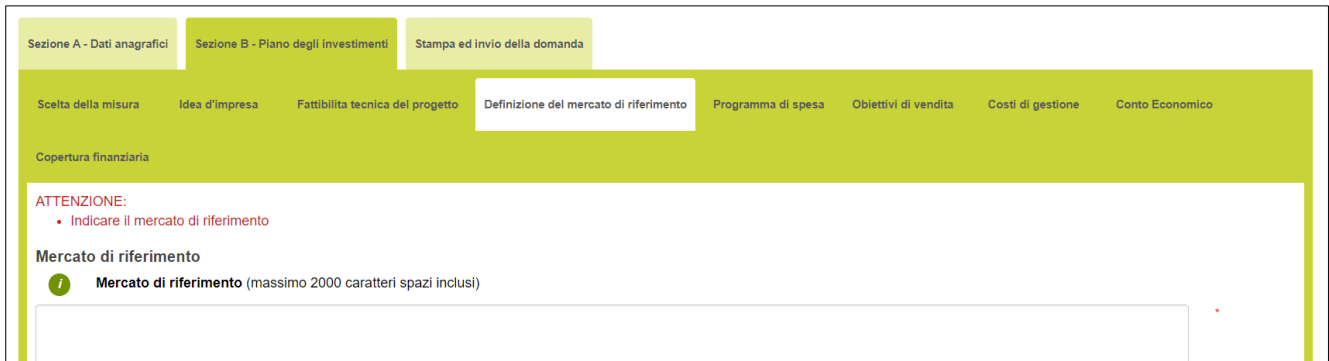 Sezione A - Dati anagrafici Sezione B - Piano degli investimenti Stampa ed invio della domanda
Scelta della misura Idea d'impresa Fattibilita tecnica del progetto Definizione del mercato di riferimento Programma di spesa Obiettivi di vendita Costi di gestione Conto Economico
Copertura finanziaria
ATTENZIONE:
• Indicare il mercato di riferimento
Mercato di riferimento
i Mercato di riferimento (massimo 2000 caratteri spazi inclusi)
*